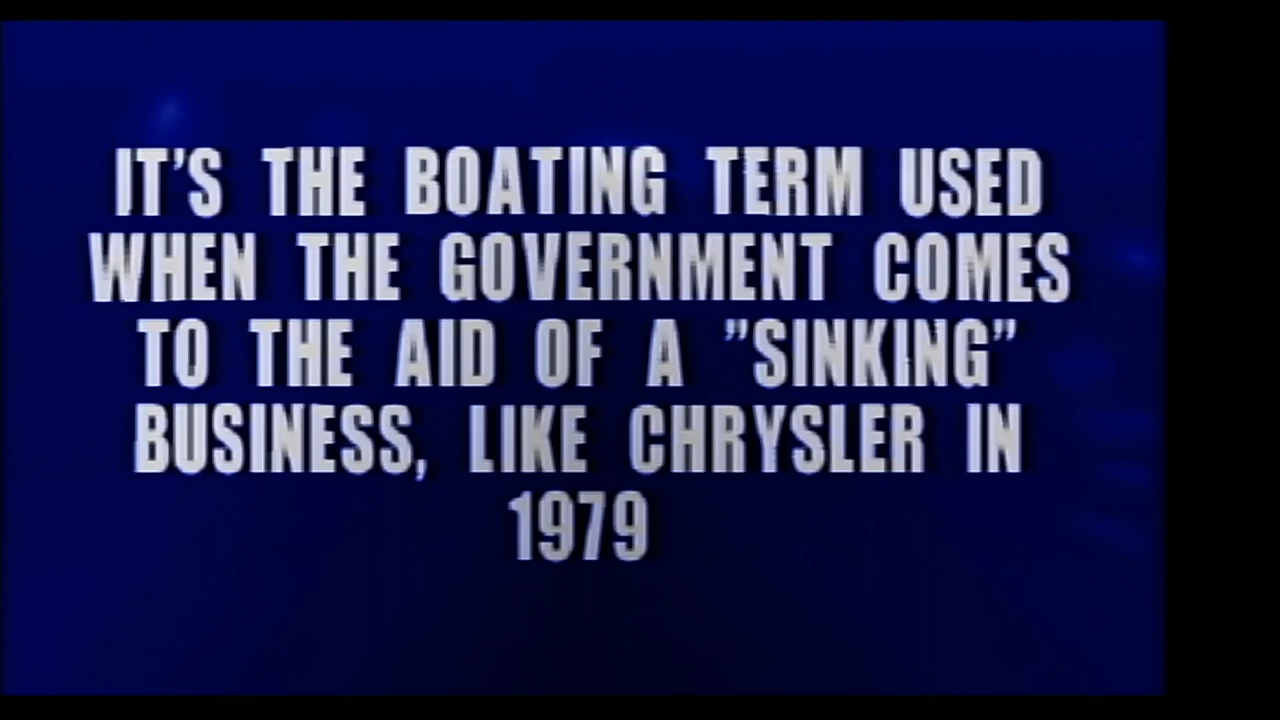 IT'S THE BOATING TERM USED
WHEN THE GOVERNMENT COMES
TO THE AID OF A ”SINKING”
BUSINESS, LIKE CHRYSLER IN
1979